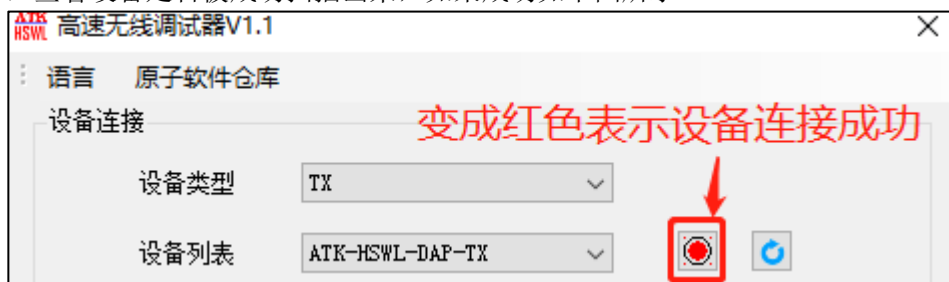 ATK
HSWL 高速无线调试器V1.1
语言 原子软件仓库
设备连接
变成红色表示设备连接成功
设备类型 TX
设备列表 ATK-HSWL-DAP-TX